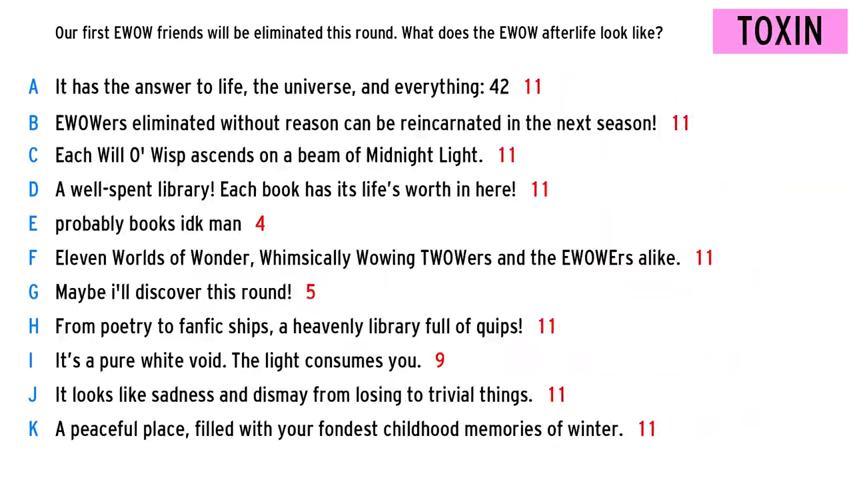 Our first EWOW friends will be eliminated this round. What does the EWOW afterlife look like?
TOXIN
A It has the answer to life, the universe, and everything: 42 11
B EWOWers eliminated without reason can be reincarnated in the next season! 11
C Each Will O' Wisp ascends on a beam of Midnight Light. 11
D A well-spent library! Each book has its life's worth in here! 11
E probably books idk man 4
F Eleven Worlds of Wonder, Whimsically Wowing TWOWers and the EWOWErs alike. 11
G Maybe i'll discover this round! 5
H From poetry to fanfic ships, a heavenly library full of quips! 11
I It's a pure white void. The light consumes you. 9
J It looks like sadness and dismay from losing to trivial things. 11
K A peaceful place, filled with your fondest childhood memories of winter. 11